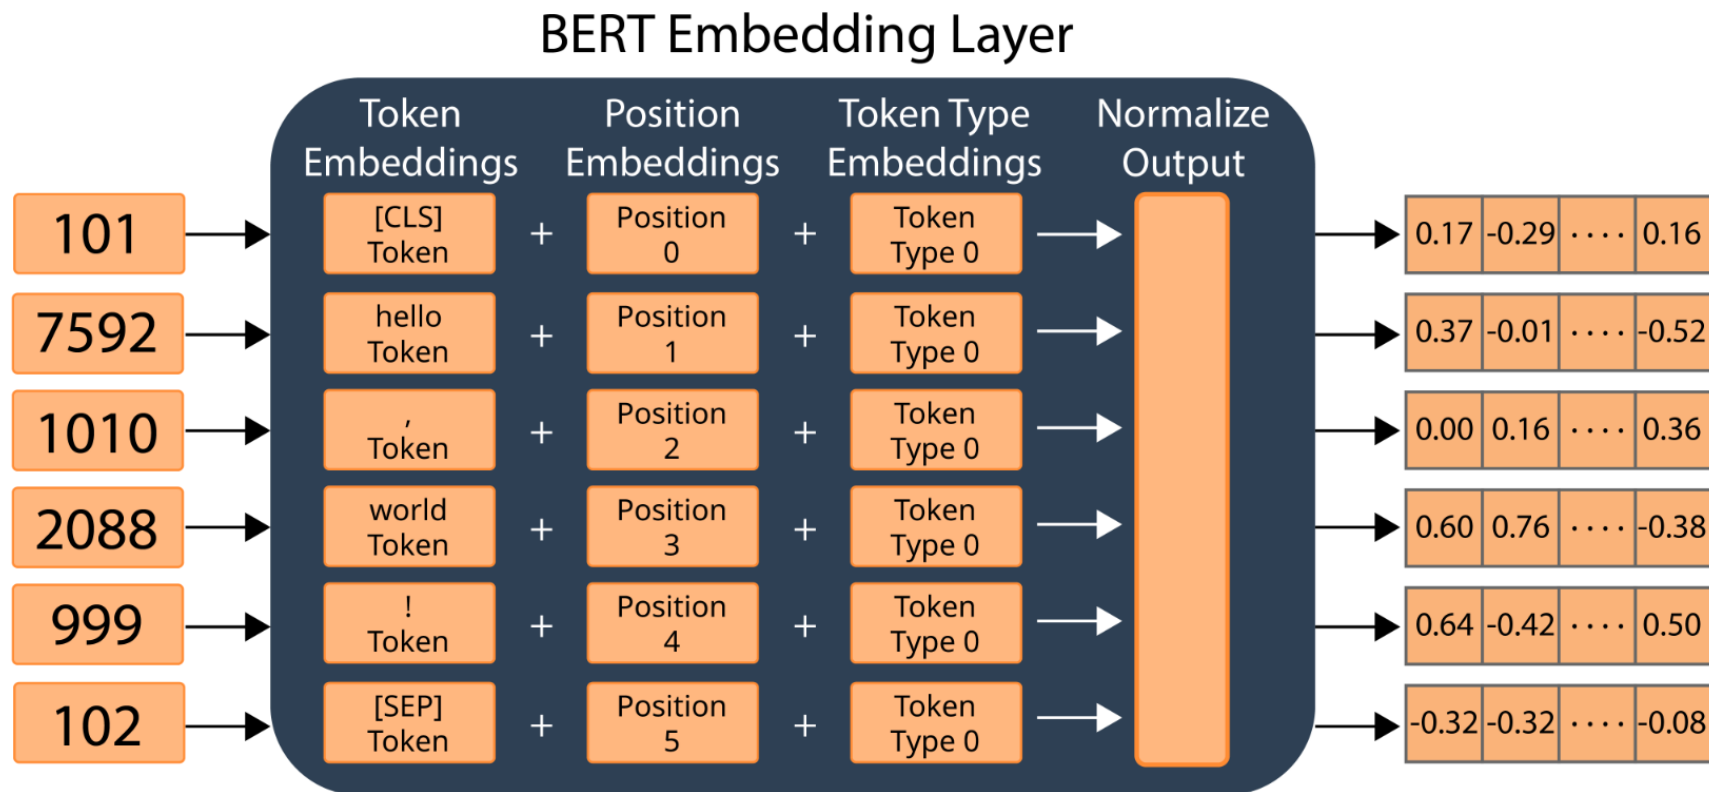 BERT Embedding Layer
Token Embeddings
Position Embeddings
Token Type Embeddings
Normalize Output
101
[CLS] Token
+
Position 0
+
Token Type 0
0.17 -0.29 .... 0.16
7592
hello Token
+
Position 1
+
Token Type 0
0.37 -0.01 .... -0.52
1010
, Token
+
Position 2
+
Token Type 0
0.00 0.16 .... 0.36
2088
world Token
+
Position 3
+
Token Type 0
0.60 0.76 .... -0.38
999
! Token
+
Position 4
+
Token Type 0
0.64 -0.42 .... 0.50
102
[SEP] Token
+
Position 5
+
Token Type 0
-0.32 -0.32 .... -0.08